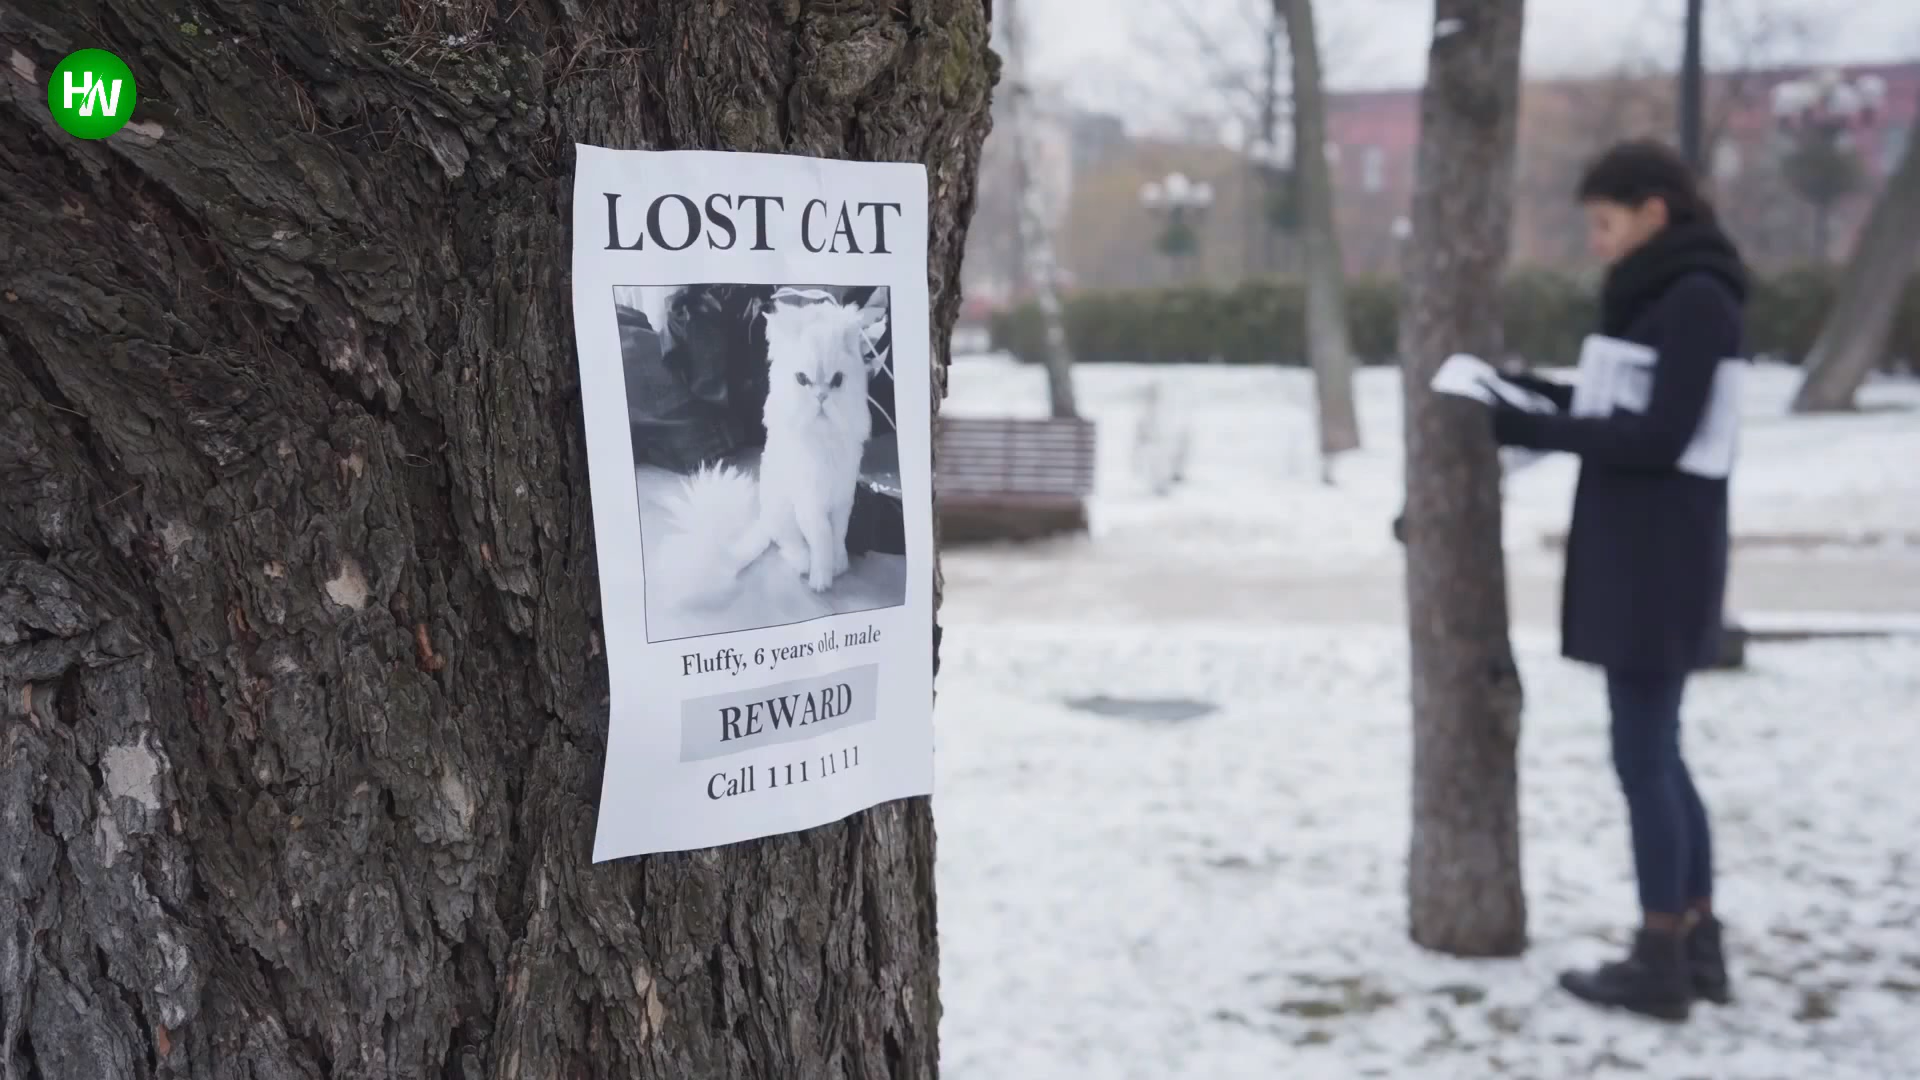 HW
LOST CAT
Fluffy, 6 years old, male
REWARD
Call 111 11 11